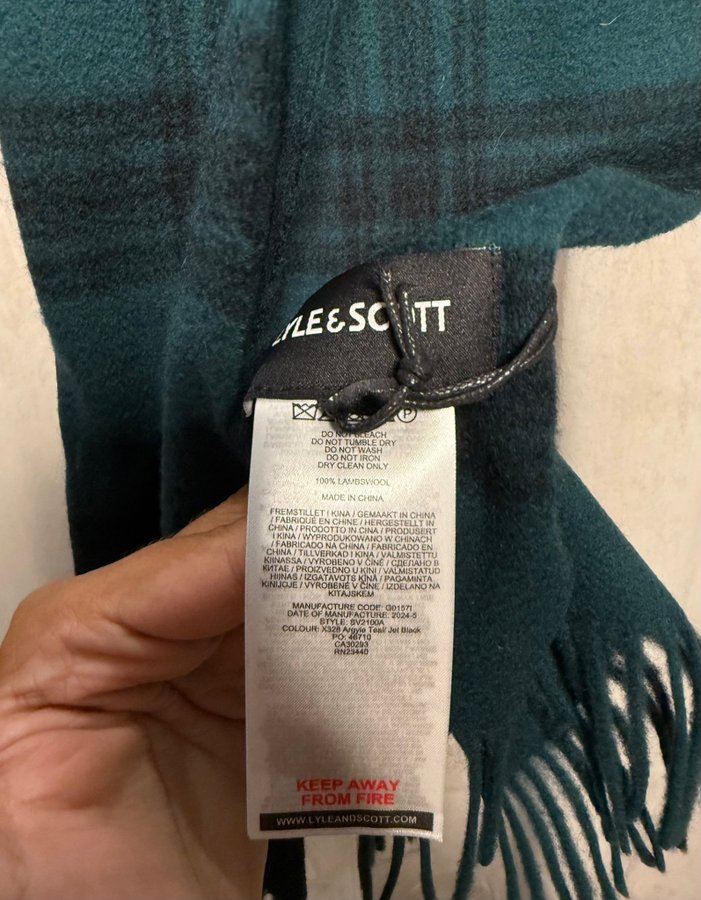 LYLE & SCOTT
P
DO NOT BLEACH
DO NOT TUMBLE DRY
DO NOT WASH
DO NOT IRON
DRY CLEAN ONLY
100% LAMBSWOOL
MADE IN CHINA
FREMSTILLET I KINA / GEMAAKT IN CHINA
/ FABRIQUÉ EN CHINE / HERGESTELLT IN
CHINA / PRODOTTO IN CINA / PRODUSERT
I KINA / WYPRODUKOWANO W CHINACH
/ FABRICADO NA CHINA / FABRICADO EN
CHINA / TILLVERKAD I KINA / VALMISTETTU
KIINASSA / VYROBENO V ČÍNĚ / СДЕЛАНО В
КИТАЕ / PROIZVEDENO U KINI / VALMISTATUD
HIINAS / IZGATAVOTS ĶĪNĀ / PAGAMINTA
KINIJOJE / VYROBENÉ V ČÍNE / IZDELANO NA
KITAJSKEM
MANUFACTURE CODE: G0157I
DATE OF MANUFACTURE: 2024-5
STYLE: SV2100A
COLOUR: X328 Argyle Teal/ Jet Black
PO: 46710
CA30293
RN23440
KEEP AWAY
FROM FIRE
WWW.LYLEANDSCOTT.COM